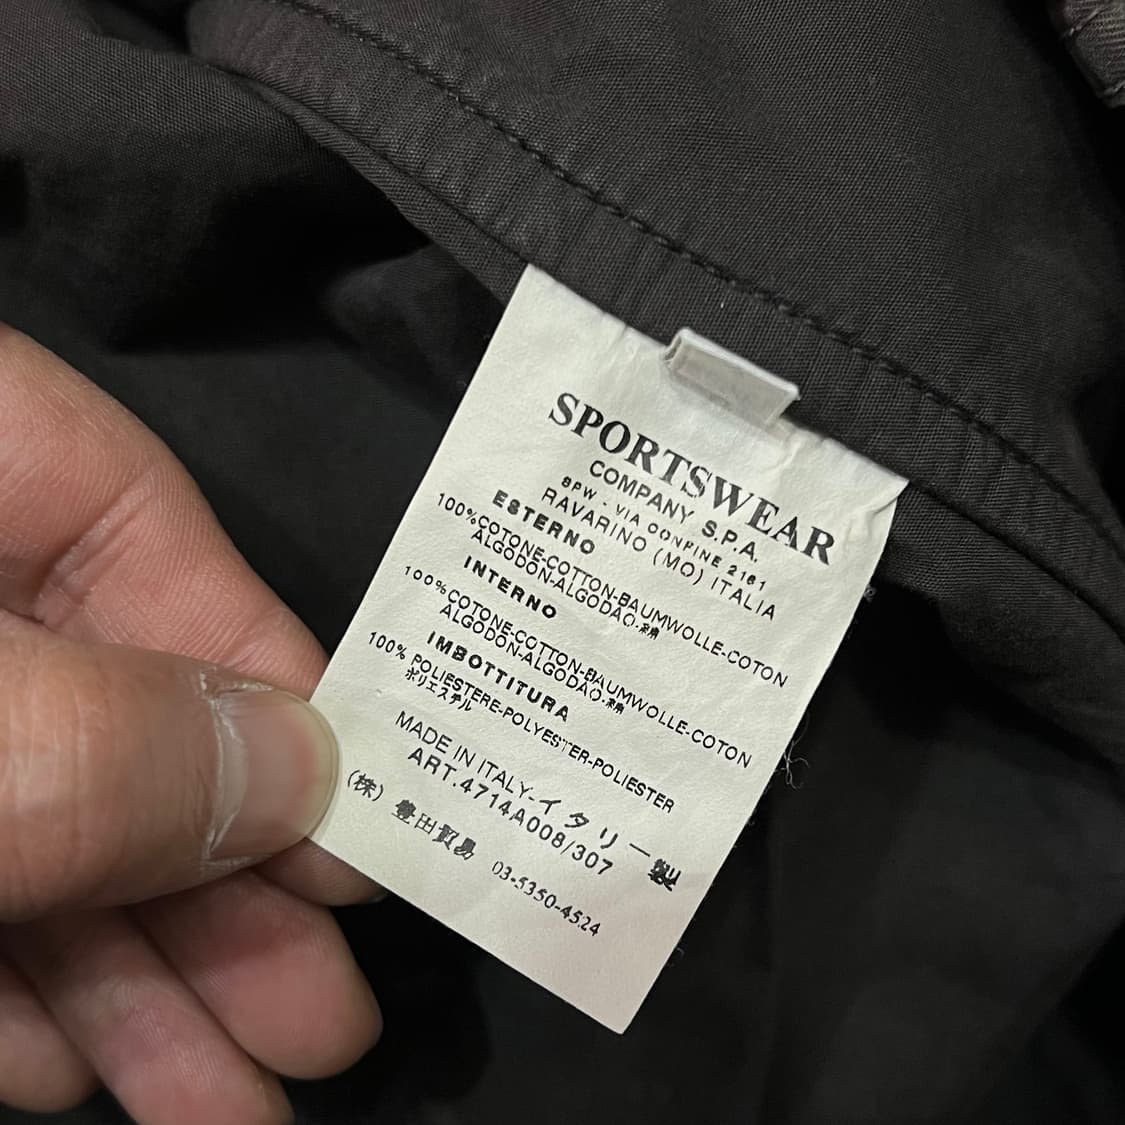 SPORTSWEAR
COMPANY S.P.A.
SPW - VIA CONFINE 2161
RAVARINO (MO) ITALIA
ESTERNO
100%COTONE-COTTON-BAUMWOLLE-COTON
ALGODON-ALGODAO-綿
INTERNO
100%COTONE-COTTON-BAUMWOLLE-COTON
ALGODON-ALGODAO-綿
IMBOTTITURA
100% POLIESTERE-POLYESTER-POLIESTER
ポリエステル
MADE IN ITALY-イタリー製
ART.4714A008/307
(株) 豊田貿易 03-5350-4524